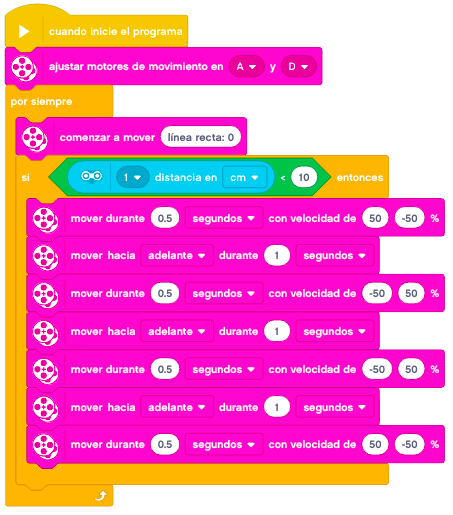 cuando inicie el programa
ajustar motores de movimiento en A y D
por siempre
comenzar a mover línea recta: 0
si 1 distancia en cm < 10 entonces
mover durante 0.5 segundos con velocidad de 50 -50 %
mover hacia adelante durante 1 segundos
mover durante 0.5 segundos con velocidad de -50 50 %
mover hacia adelante durante 1 segundos
mover durante 0.5 segundos con velocidad de -50 50 %
mover hacia adelante durante 1 segundos
mover durante 0.5 segundos con velocidad de 50 -50 %